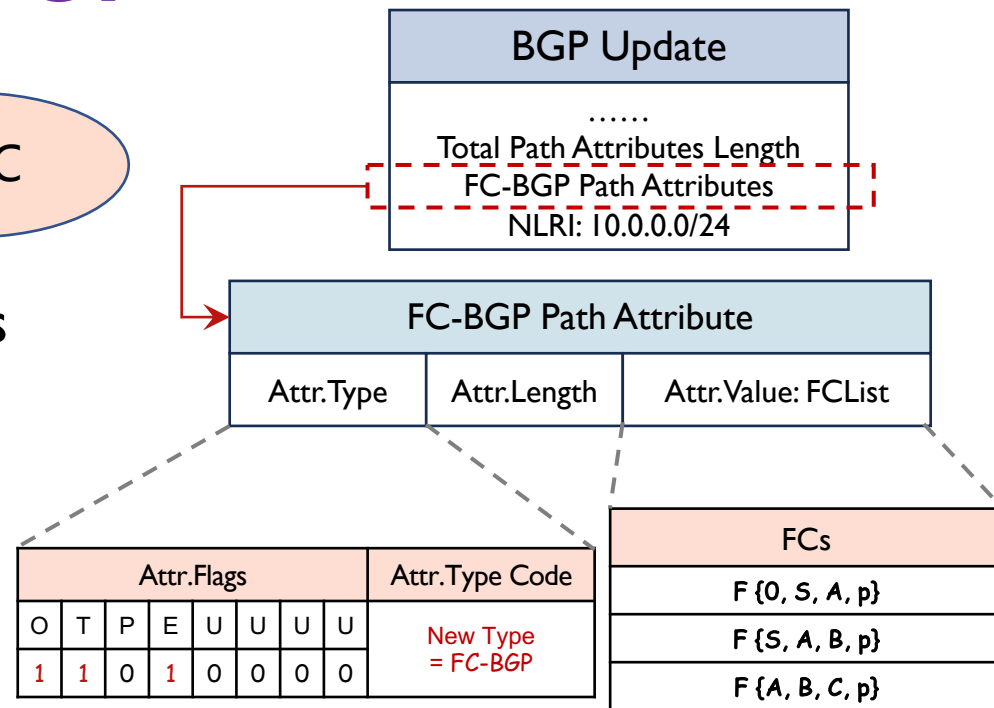 BGP Update
C
……
Total Path Attributes Length
FC-BGP Path Attributes
NLRI: 10.0.0.0/24
s
FC-BGP Path Attribute
Attr.Type Attr.Length Attr.Value: FCList
Attr.Flags Attr.Type Code
O T P E U U U U
1 1 0 1 0 0 0 0
New Type
= FC-BGP
FCs
F {0, S, A, p}
F {S, A, B, p}
F {A, B, C, p}